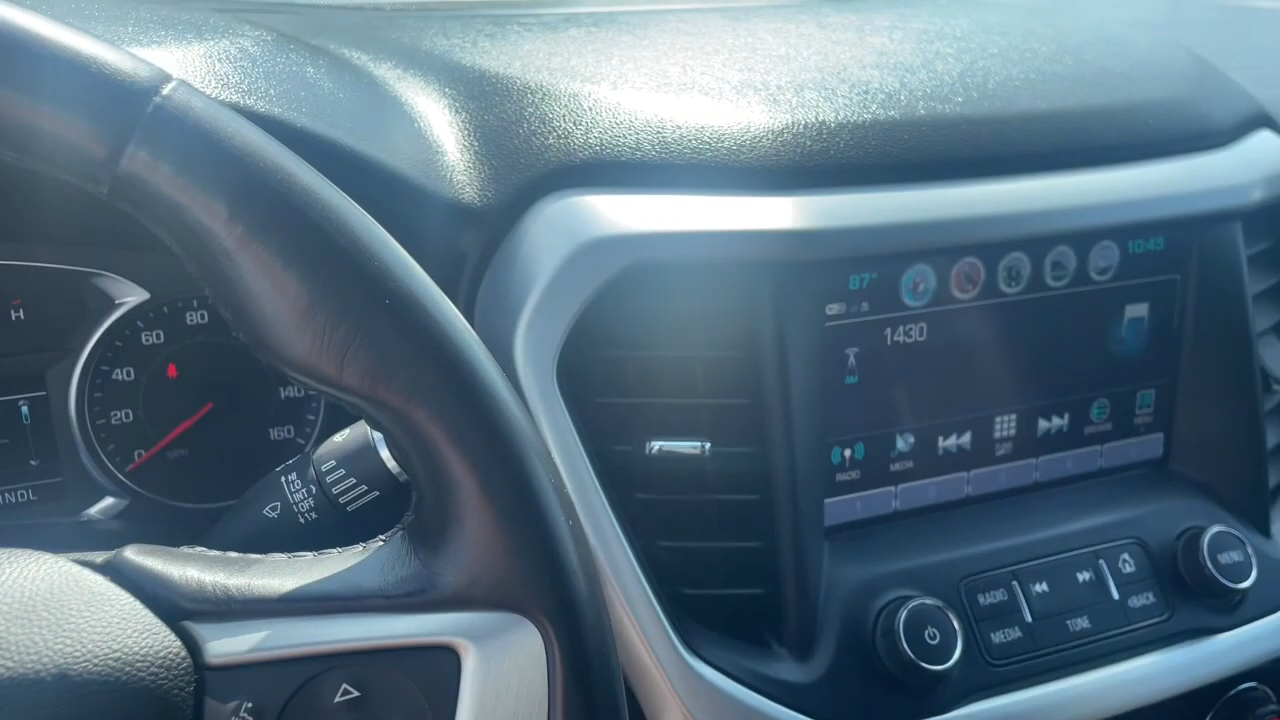 87°
10:43
1430
AM
RADIO
MEDIA
H
80
60
40
20
0
MPH
140
160
HI
LO
INT
OFF
1x
RADIO
MEDIA
TONE
BACK
MENU